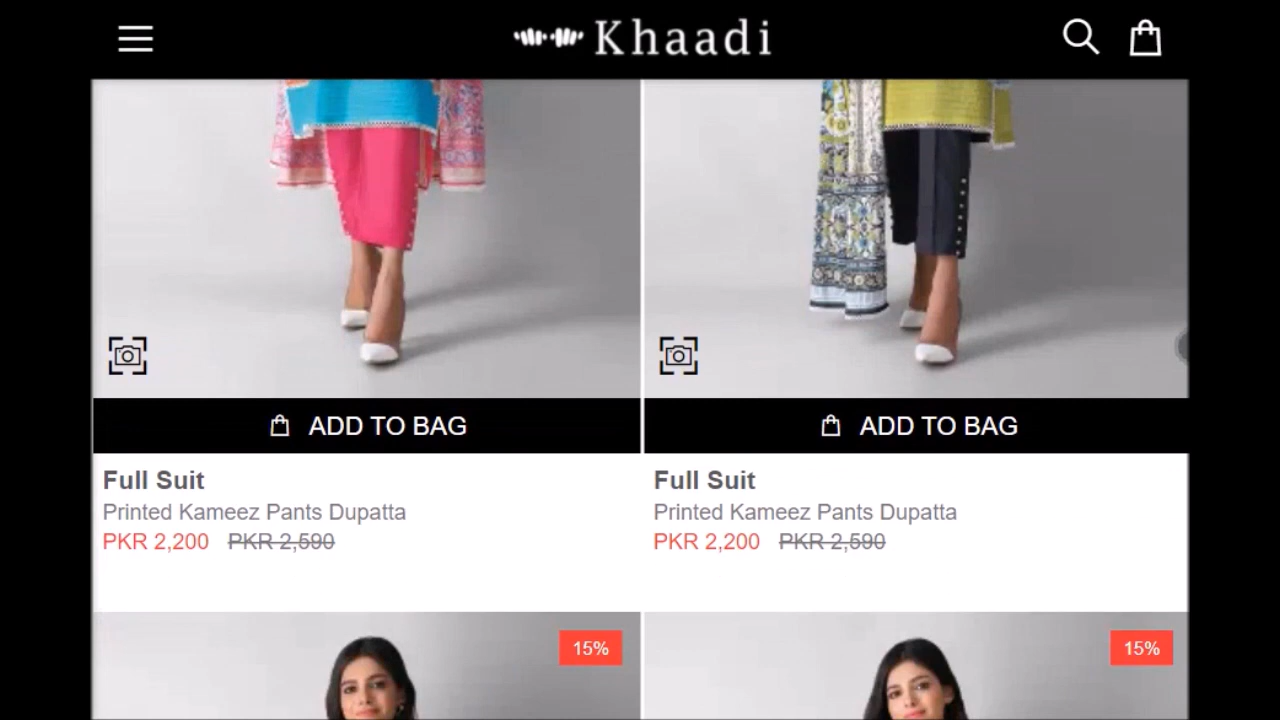 Khaadi
ADD TO BAG
ADD TO BAG
Full Suit
Printed Kameez Pants Dupatta
PKR 2,200 PKR 2,590
Full Suit
Printed Kameez Pants Dupatta
PKR 2,200 PKR 2,590
15%
15%